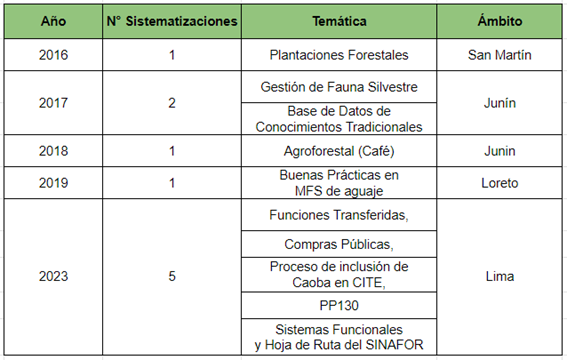 Año N° Sistematizaciones Temática Ámbito
2016 1 Plantaciones Forestales San Martín
Gestión de Fauna Silvestre
2017 2 Junín
Base de Datos de
Conocimientos Tradicionales
2018 1 Agroforestal (Café) Junin
2019 1 Buenas Prácticas en
MFS de aguaje Loreto
Funciones Transferidas,
Compras Públicas,
2023 5 Proceso de inclusión de
Caoba en CITE, Lima
PP130
Sistemas Funcionales
y Hoja de Ruta del SINAFOR